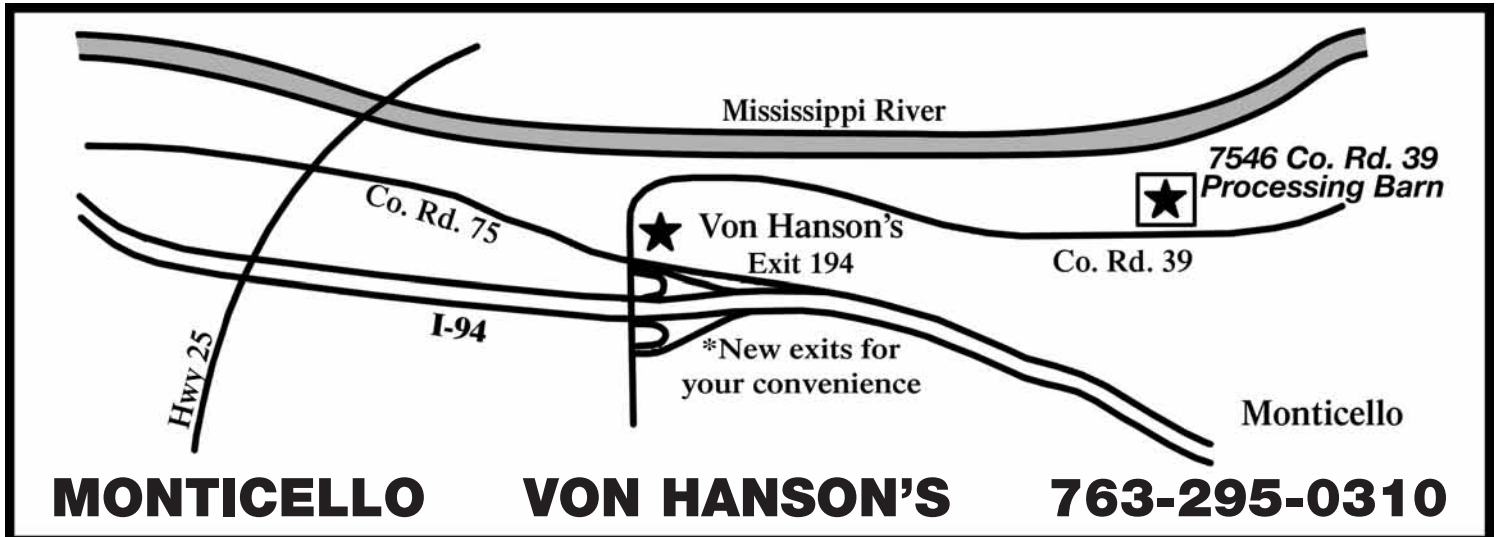 Mississippi River
7546 Co. Rd. 39
Processing Barn
Co. Rd. 75
Von Hanson's
Exit 194
Co. Rd. 39
I-94
Hwy 25
*New exits for
your convenience
Monticello
MONTICELLO VON HANSON'S 763-295-0310